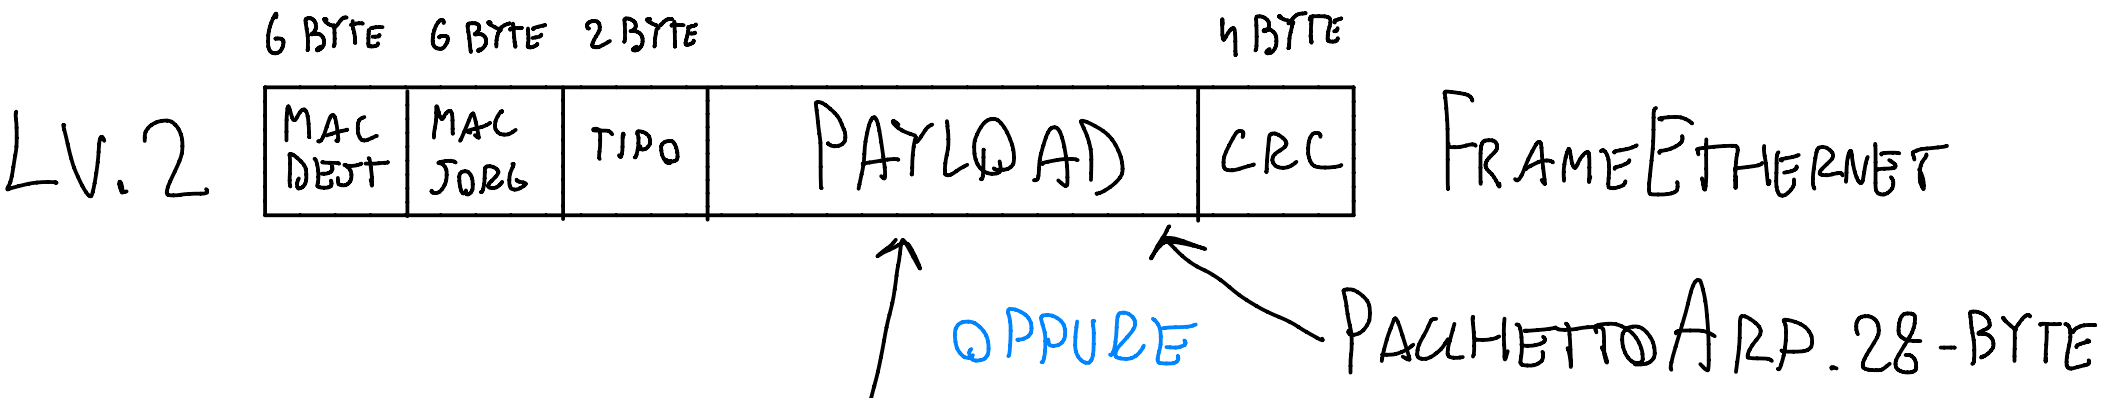 6 BYTE 6 BYTE 2 BYTE 4 BYTE
LV.2 MAC DEST MAC SORG TIPO PAYLOAD CRC FRAME ETHERNET
OPPURE PACCHETTO ARP. 28-BYTE